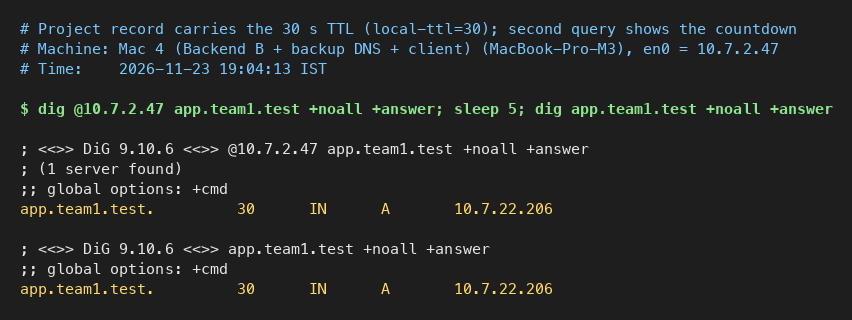 # Project record carries the 30 s TTL (local-ttl=30); second query shows the countdown
# Machine: Mac 4 (Backend B + backup DNS + client) (MacBook-Pro-M3), en0 = 10.7.2.47
# Time:    2026-11-23 19:04:13 IST
$ dig @10.7.2.47 app.team1.test +noall +answer; sleep 5; dig app.team1.test +noall +answer
; <<>> DiG 9.10.6 <<>> @10.7.2.47 app.team1.test +noall +answer
; (1 server found)
;; global options: +cmd
app.team1.test.         30      IN      A       10.7.22.206
; <<>> DiG 9.10.6 <<>> app.team1.test +noall +answer
;; global options: +cmd
app.team1.test.         30      IN      A       10.7.22.206